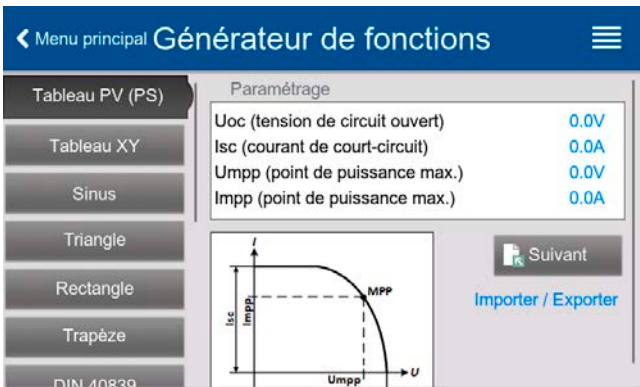 Menu principal Générateur de fonctions
Tableau PV (PS)
Tableau XY
Sinus
Triangle
Rectangle
Trapèze
DIN 40839
Paramétrage
Uoc (tension de circuit ouvert) 0.0V
Isc (courant de court-circuit) 0.0A
Umpp (point de puissance max.) 0.0V
Impp (point de puissance max.) 0.0A
I
MPP
Isc
Impp
Umpp
U
Suivant
Importer / Exporter